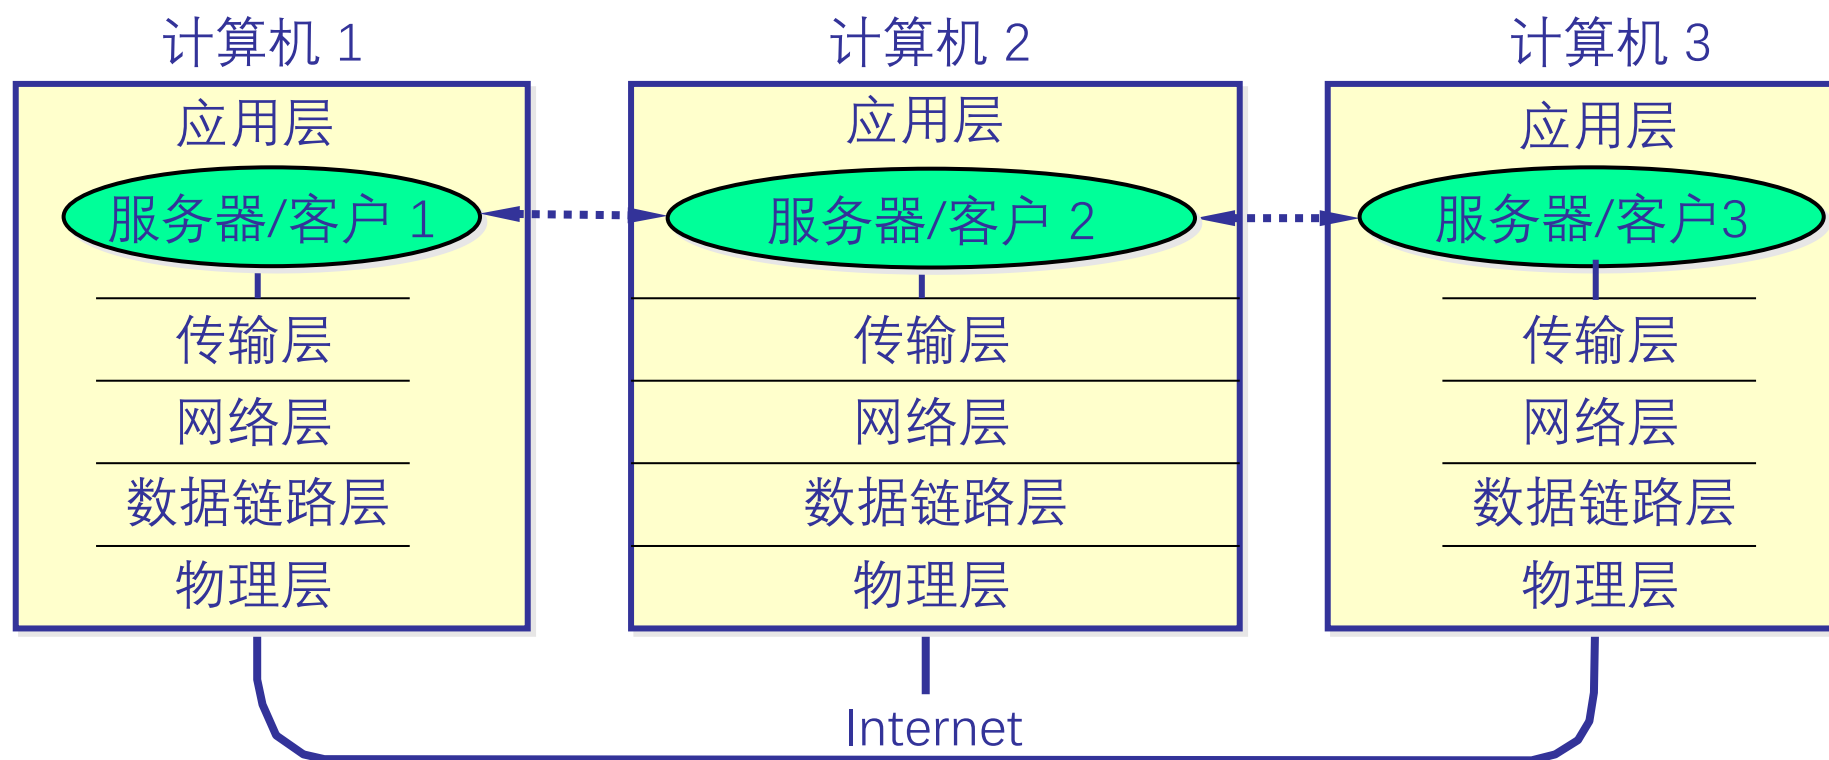 计算机 1
计算机 2
计算机 3
应用层
应用层
应用层
服务器/客户 1
服务器/客户 2
服务器/客户3
传输层
传输层
传输层
网络层
网络层
网络层
数据链路层
数据链路层
数据链路层
物理层
物理层
物理层
Internet